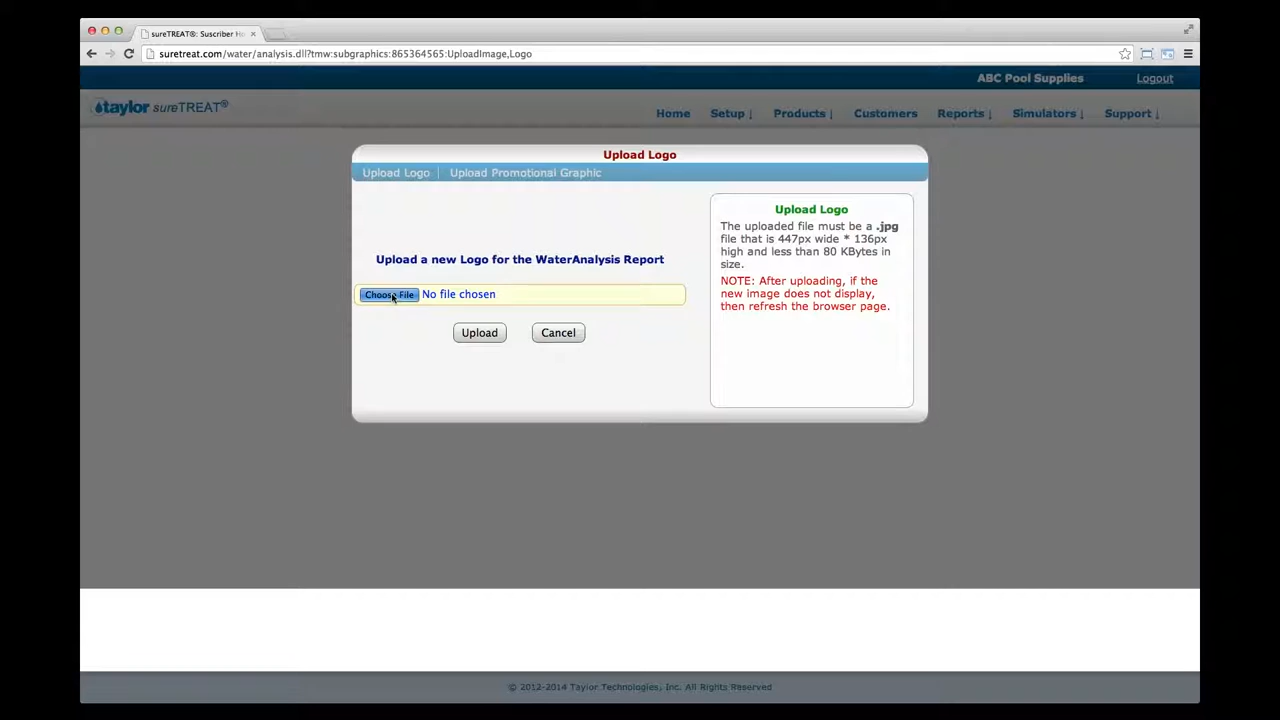 sureTREAT®: Suscriber H
suretreat.com/water/analysis.dll?tmw:subgraphics:865364565:UploadImage,Logo
ABC Pool Supplies Logout
taylor sureTREAT®
Home Setup↓ Products↓ Customers Reports↓ Simulators↓ Support↓
Upload Logo
Upload Logo | Upload Promotional Graphic
Upload a new Logo for the WaterAnalysis Report
Choose File No file chosen
Upload Cancel
Upload Logo
The uploaded file must be a .jpg
file that is 447px wide * 136px
high and less than 80 KBytes in
size.
NOTE: After uploading, if the
new image does not display,
then refresh the browser page.
© 2012-2014 Taylor Technologies, Inc. All Rights Reserved